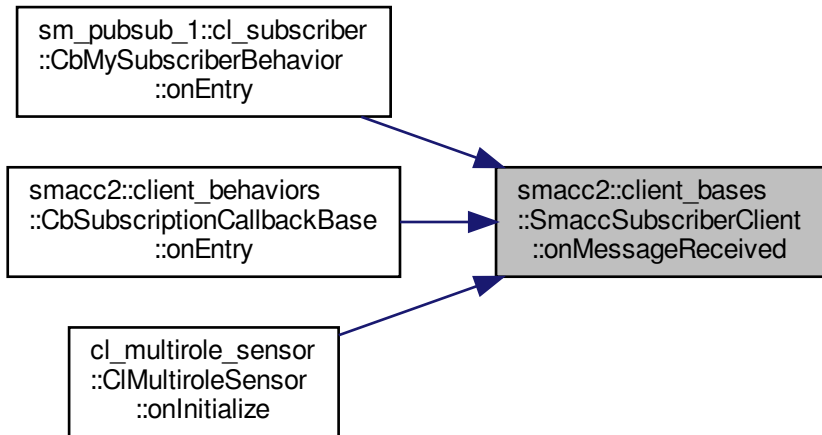 sm_pubsub_1::cl_subscriber
::CbMySubscriberBehavior
::onEntry
smacc2::client_behaviors
::CbSubscriptionCallbackBase
::onEntry
cl_multirole_sensor
::ClMultiroleSensor
::onInitialize
smacc2::client_bases
::SmaccSubscriberClient
::onMessageReceived